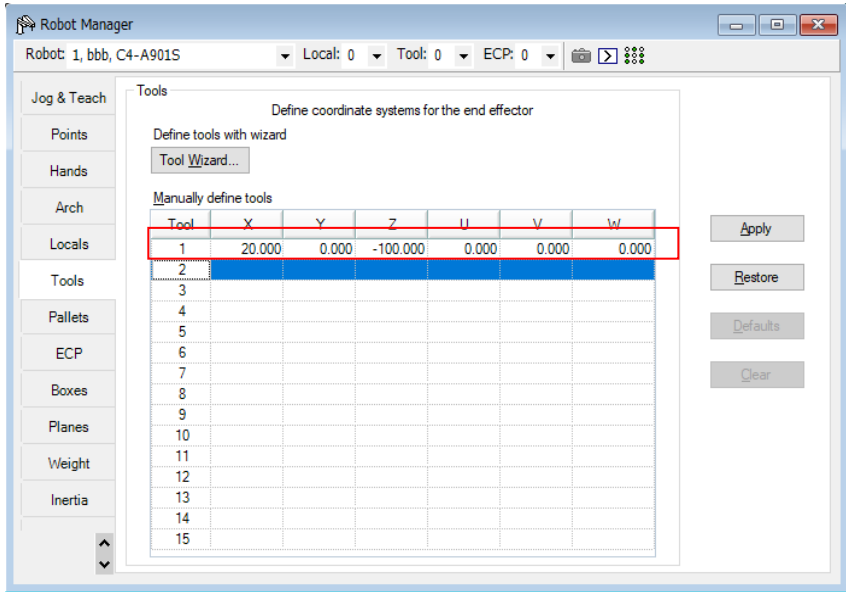 Robot Manager
Robot: 1, bbb, C4-A901S Local: 0 Tool: 0 ECP: 0
Jog & Teach
Points
Hands
Arch
Locals
Tools
Pallets
ECP
Boxes
Planes
Weight
Inertia
Tools
Define coordinate systems for the end effector
Define tools with wizard
Tool Wizard...
Manually define tools
Tool X Y Z U V W
1 20.000 0.000 -100.000 0.000 0.000 0.000
2
3
4
5
6
7
8
9
10
11
12
13
14
15
Apply
Restore
Defaults
Clear